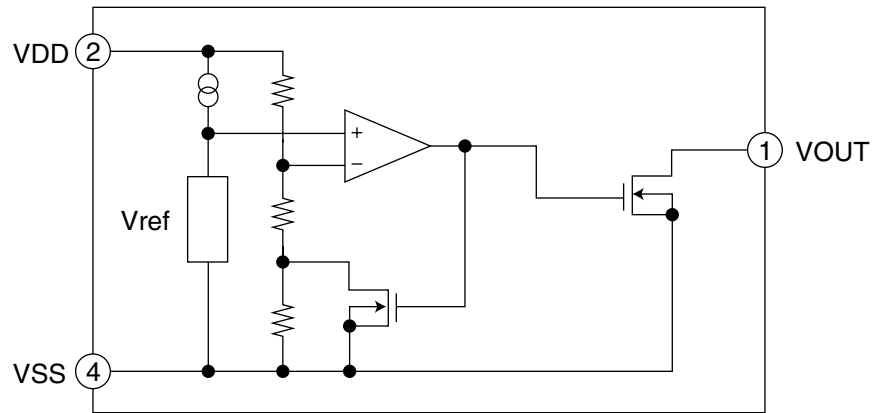 VDD 2
+
−
1 VOUT
Vref
VSS 4